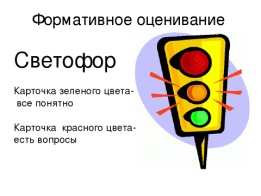 Формативное оценивание
Светофор
Карточка зеленого цвета-
все понятно
Карточка красного цвета-
есть вопросы